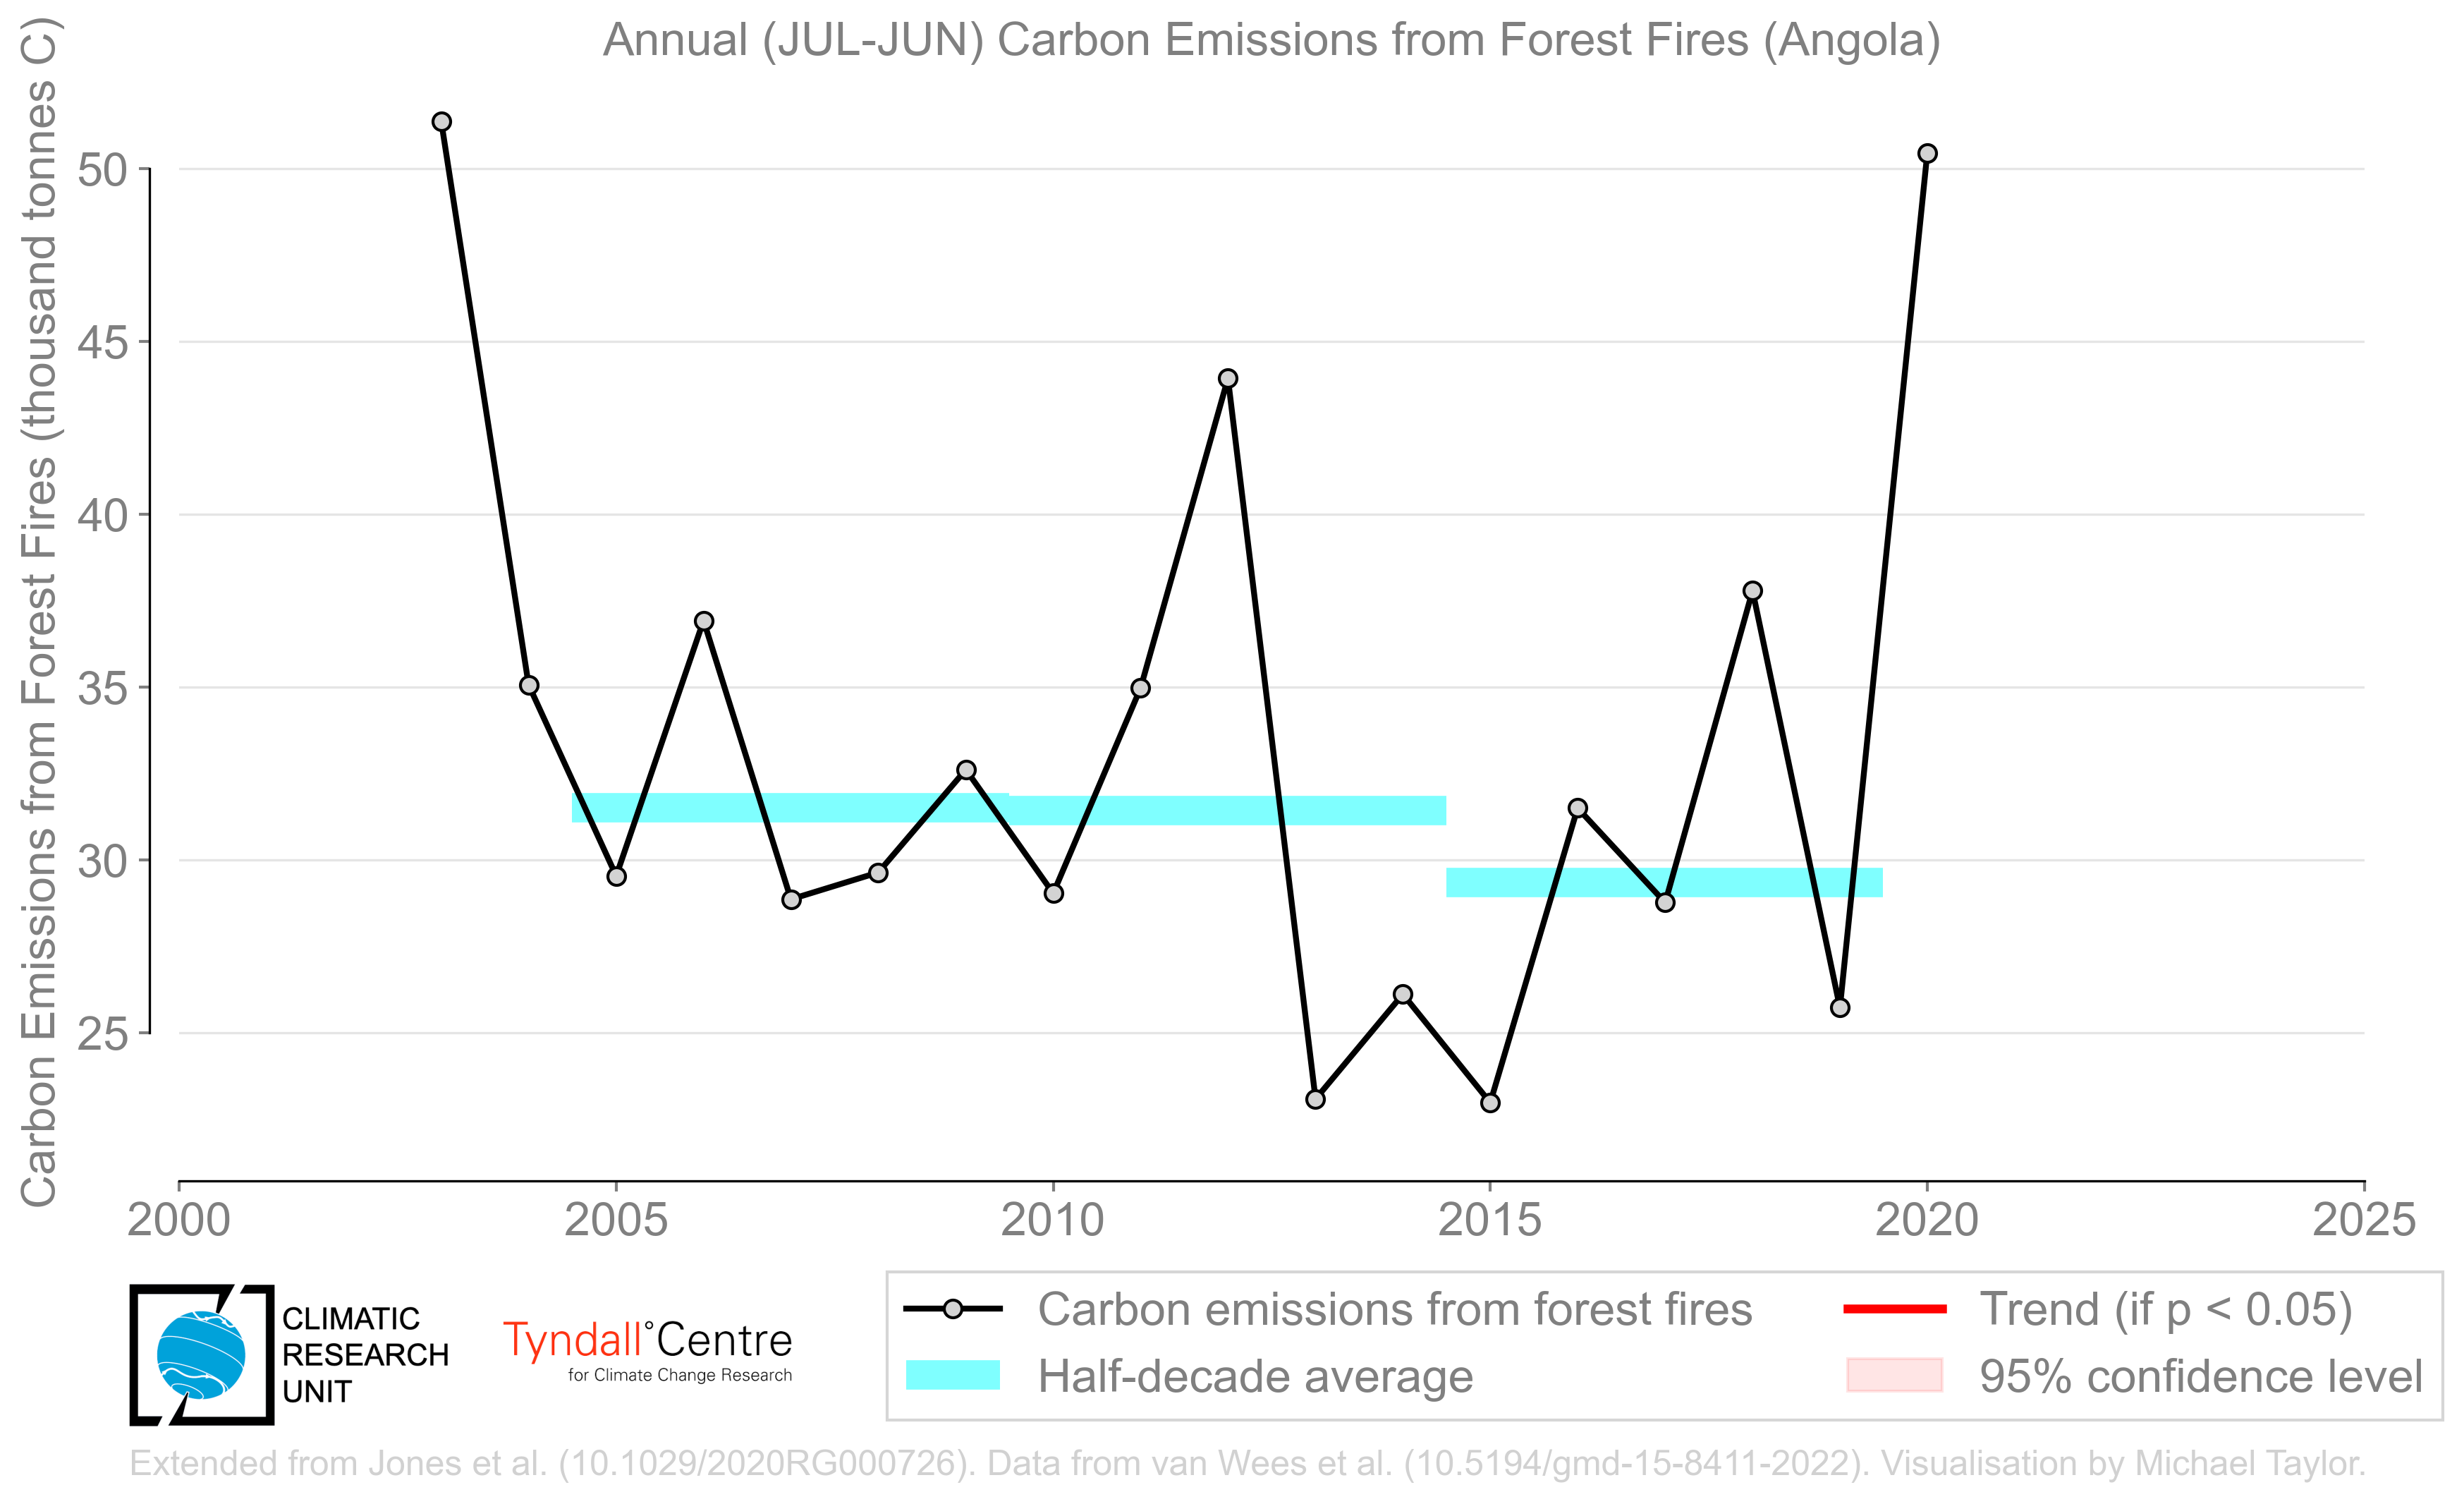 Annual (JUL-JUN) Carbon Emissions from Forest Fires (Angola)
Carbon Emissions from Forest Fires (thousand tonnes C)
50
45
40
35
30
25
2000 2005 2010 2015 2020 2025
CLIMATIC
RESEARCH
UNIT
Tyndall°Centre
for Climate Change Research
Carbon emissions from forest fires
Half-decade average
Trend (if p < 0.05)
95% confidence level
Extended from Jones et al. (10.1029/2020RG000726). Data from van Wees et al. (10.5194/gmd-15-8411-2022). Visualisation by Michael Taylor.